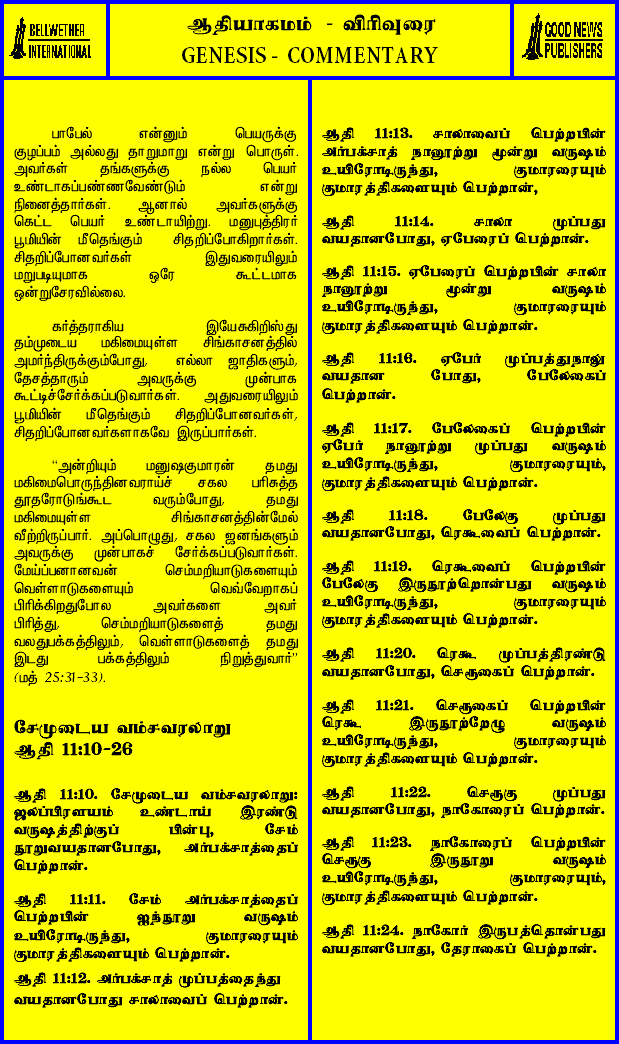 BELLWETHER
INTERNATIONAL
ஆதியாகமம் - விரிவுரை
GENESIS - COMMENTARY
GOOD NEWS
PUBLISHERS
பாபேல் என்னும் பெயருக்கு
குழப்பம் அல்லது தாறுமாறு என்று பொருள்.
அவர்கள் தங்களுக்கு நல்ல பெயர்
உண்டாகப்பண்ணவேண்டும் என்று
நினைத்தார்கள். ஆனால் அவர்களுக்கு
கெட்ட பெயர் உண்டாயிற்று. மனுபுத்திரர்
பூமியின் மீதெங்கும் சிதறிப்போகிறார்கள்.
சிதறிப்போனவர்கள் இதுவரையிலும்
மறுபடியுமாக ஒரே கூட்டமாக
ஒன்றுசேரவில்லை.
கர்த்தராகிய இயேசுகிறிஸ்து
தம்முடைய மகிமையுள்ள சிங்காசனத்தில்
அமர்ந்திருக்கும்போது, எல்லா ஜாதிகளும்,
தேசத்தாரும் அவருக்கு முன்பாக
கூட்டிச்சேர்க்கப்படுவார்கள். அதுவரையிலும்
பூமியின் மீதெங்கும் சிதறிப்போனவர்கள்,
சிதறிப்போனவர்களாகவே இருப்பார்கள்.
“அன்றியும் மனுஷகுமாரன் தமது
மகிமைபொருந்தினவராய்ச் சகல பரிசுத்த
தூதரோடுங்கூட வரும்போது, தமது
மகிமையுள்ள சிங்காசனத்தின்மேல்
வீற்றிருப்பார். அப்பொழுது, சகல ஜனங்களும்
அவருக்கு முன்பாகச் சேர்க்கப்படுவார்கள்.
மேய்ப்பனானவன் செம்மறியாடுகளையும்
வெள்ளாடுகளையும் வெவ்வேறாகப்
பிரிக்கிறதுபோல அவர்களை அவர்
பிரித்து, செம்மறியாடுகளைத் தமது
வலதுபக்கத்திலும், வெள்ளாடுகளைத் தமது
இடது பக்கத்திலும் நிறுத்துவார்”
(மத் 25:31-33).
சேமுடைய வம்சவரலாறு
ஆதி 11:10-26
ஆதி 11:10. சேமுடைய வம்சவரலாறு:
ஜலப்பிரளயம் உண்டாய் இரண்டு
வருஷத்திற்குப் பின்பு, சேம்
நூறுவயதானபோது, அர்பக்சாத்தைப்
பெற்றான்.
ஆதி 11:11. சேம் அர்பக்சாத்தைப்
பெற்றபின் ஐந்நூறு வருஷம்
உயிரோடிருந்து, குமாரரையும்
குமாரத்திகளையும் பெற்றான்.
ஆதி 11:12. அர்பக்சாத் முப்பத்தைந்து
வயதானபோது சாலாவைப் பெற்றான்.
ஆதி 11:13. சாலாவைப் பெற்றபின்
அர்பக்சாத் நானூற்று மூன்று வருஷம்
உயிரோடிருந்து, குமாரரையும்
குமாரத்திகளையும் பெற்றான்,
ஆதி 11:14. சாலா முப்பது
வயதானபோது, ஏபேரைப் பெற்றான்.
ஆதி 11:15. ஏபேரைப் பெற்றபின் சாலா
நானூற்று மூன்று வருஷம்
உயிரோடிருந்து, குமாரரையும்
குமாரத்திகளையும் பெற்றான்.
ஆதி 11:16. ஏபேர் முப்பத்துநாலு
வயதான போது, பேலேகைப்
பெற்றான்.
ஆதி 11:17. பேலேகைப் பெற்றபின்
ஏபேர் நானூற்று முப்பது வருஷம்
உயிரோடிருந்து, குமாரரையும்,
குமாரத்திகளையும் பெற்றான்.
ஆதி 11:18. பேலேகு முப்பது
வயதானபோது, ரெகூவைப் பெற்றான்.
ஆதி 11:19. ரெகூவைப் பெற்றபின்
பேலேகு இருநூற்றொன்பது வருஷம்
உயிரோடிருந்து, குமாரரையும்
குமாரத்திகளையும் பெற்றான்.
ஆதி 11:20. ரெகூ முப்பத்திரண்டு
வயதானபோது, செரூகைப் பெற்றான்.
ஆதி 11:21. செரூகைப் பெற்றபின்
ரெகூ இருநூற்றேழு வருஷம்
உயிரோடிருந்து, குமாரரையும்
குமாரத்திகளையும் பெற்றான்.
ஆதி 11:22. செரூகு முப்பது
வயதானபோது, நாகோரைப் பெற்றான்.
ஆதி 11:23. நாகோரைப் பெற்றபின்
செரூகு இருநூறு வருஷம்
உயிரோடிருந்து, குமாரரையும்,
குமாரத்திகளையும் பெற்றான்.
ஆதி 11:24. நாகோர் இருபத்தொன்பது
வயதானபோது, தேராகைப் பெற்றான்.